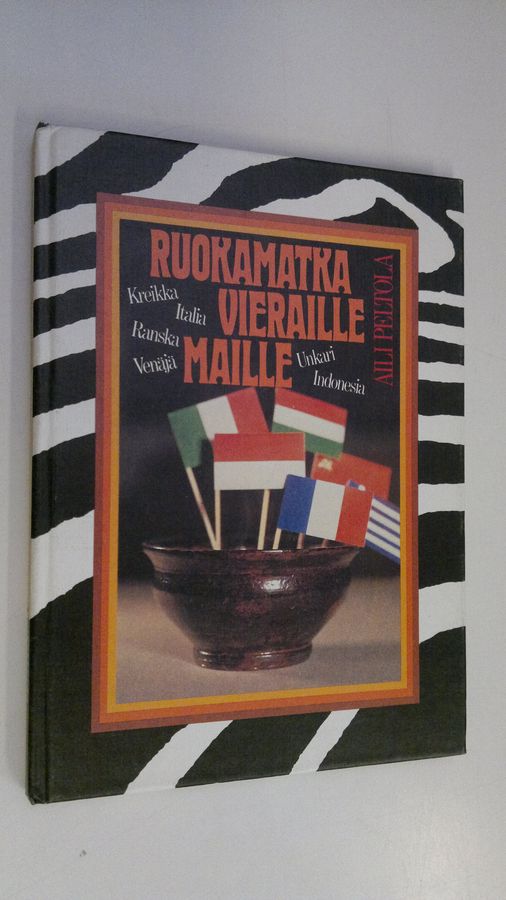 RUOKAMATKA
VIERAILLE
MAILLE
Kreikka
Italia
Ranska
Venäjä
Unkari
Indonesia
AILI PELTOLA